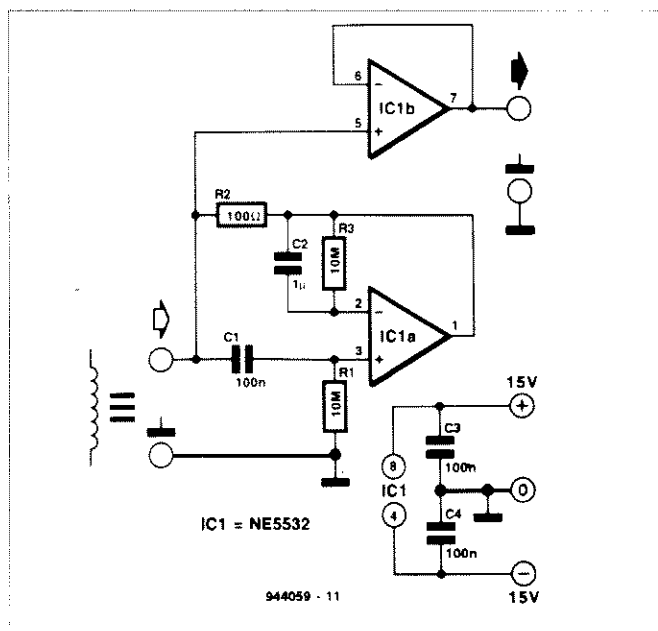 6
−
IC1b
7
5
+
R2
100Ω
R3
10M
C2
1µ
2
−
IC1a
1
3
+
C1
100n
R1
10M
15V
+
C3
100n
8
IC1
0
4
C4
100n
−
15V
IC1 = NE5532
944059 - 11